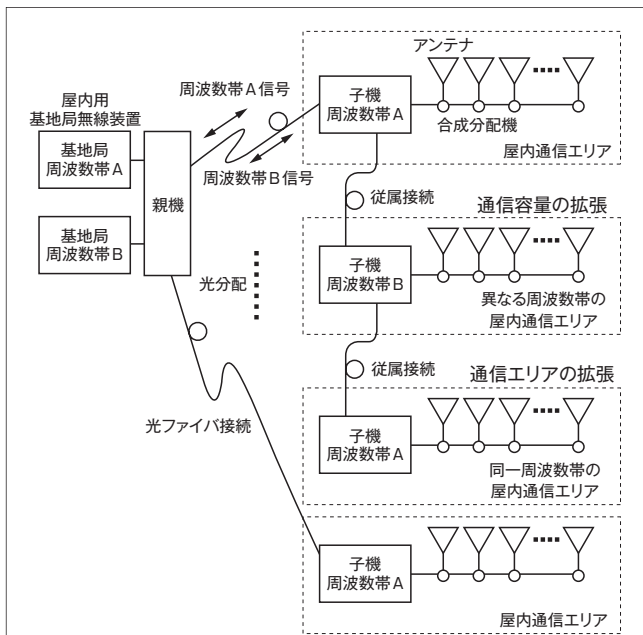 アンテナ
屋内用
基地局無線装置
周波数帯A信号
子機
周波数帯A
合成分配機
屋内通信エリア
基地局
周波数帯A
周波数帯B信号
親機
従属接続
通信容量の拡張
基地局
周波数帯B
光分配
子機
周波数帯B
異なる周波数帯の
屋内通信エリア
従属接続
通信エリアの拡張
光ファイバ接続
子機
周波数帯A
同一周波数帯の
屋内通信エリア
子機
周波数帯A
屋内通信エリア